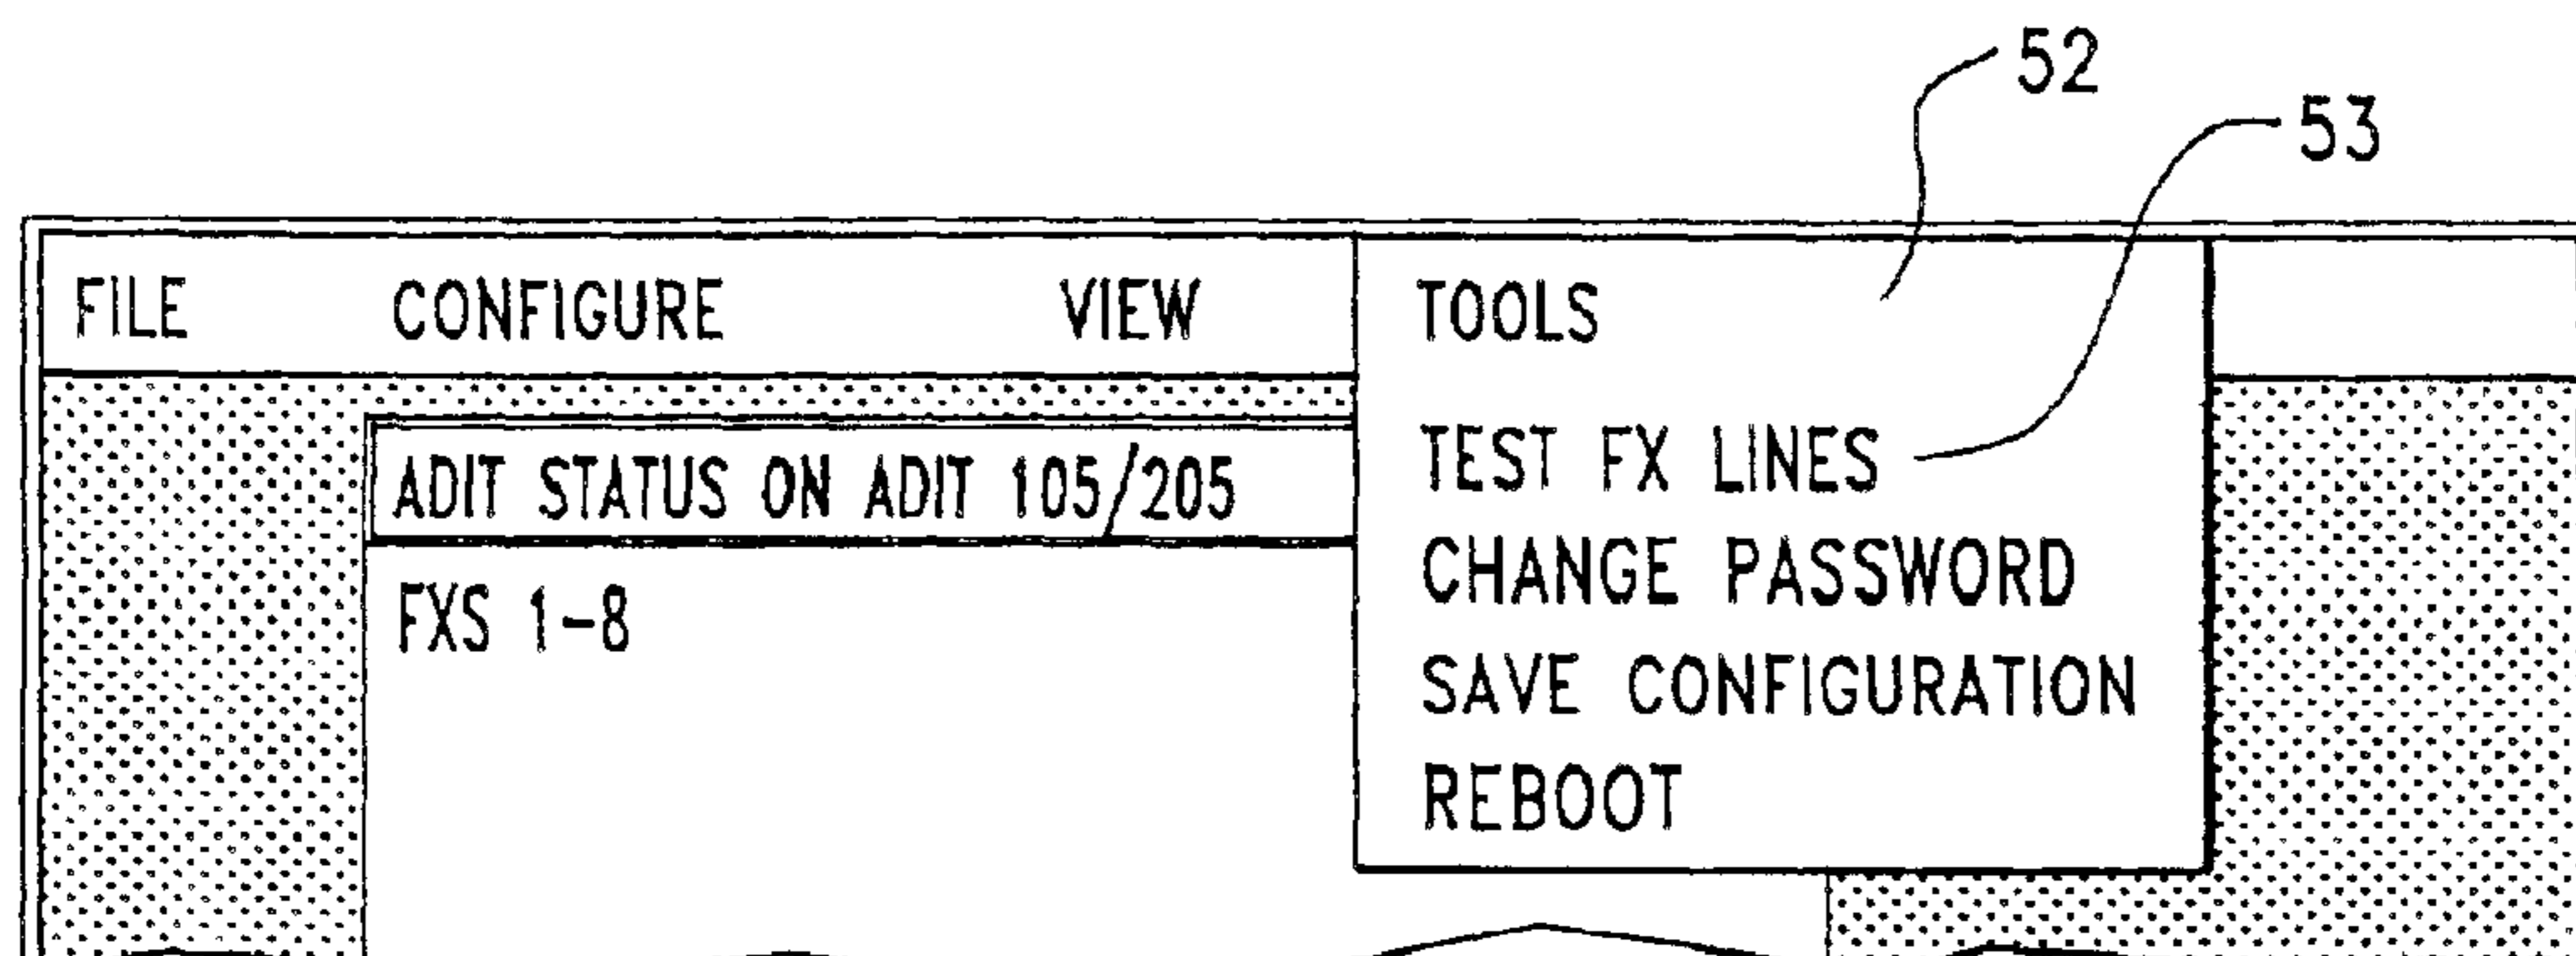 52
53
FILE CONFIGURE VIEW TOOLS
TEST FX LINES
ADIT STATUS ON ADIT 105/205
CHANGE PASSWORD
FXS 1-8
SAVE CONFIGURATION
REBOOT